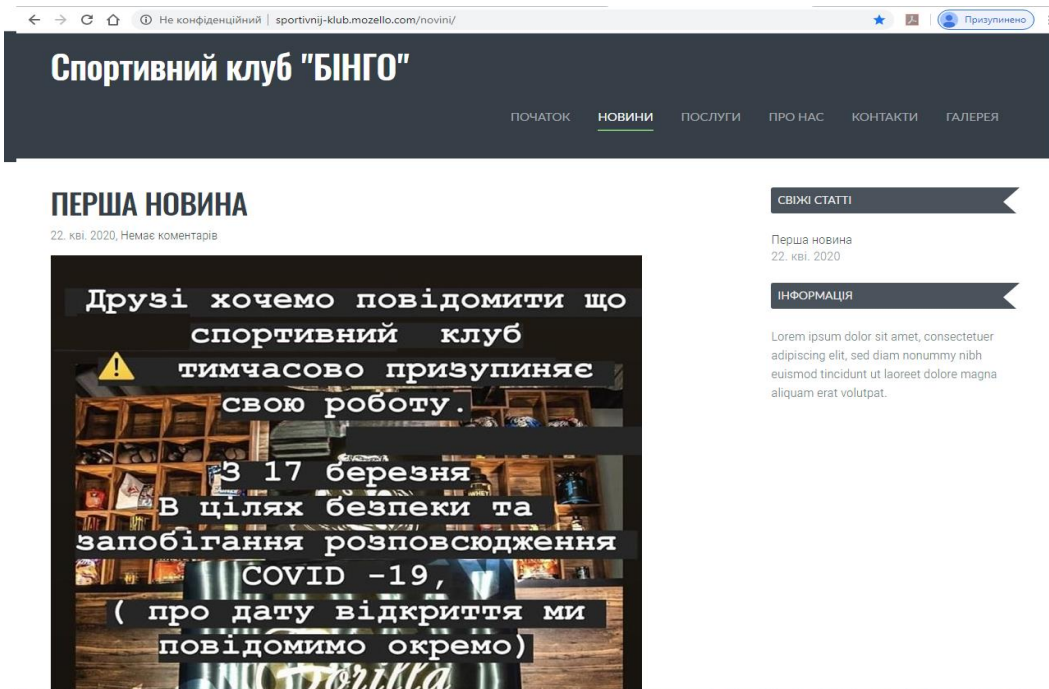 Не конфіденційний | sportivnij-klub.mozello.com/novini/
Призупинено
Спортивний клуб "БІНГО"
ПОЧАТОК НОВИНИ ПОСЛУГИ ПРО НАС КОНТАКТИ ГАЛЕРЕЯ
ПЕРША НОВИНА
22. кві. 2020, Немає коментарів
Друзі хочемо повідомити що
спортивний клуб
тимчасово призупиняє
свою роботу.
З 17 березня
В цілях безпеки та
запобігання розповсюдження
COVID -19,
( про дату відкриття ми
повідомимо окремо)
Gorilla
СВІЖІ СТАТТІ
Перша новина
22. кві. 2020
ІНФОРМАЦІЯ
Lorem ipsum dolor sit amet, consectetuer
adipiscing elit, sed diam nonummy nibh
euismod tincidunt ut laoreet dolore magna
aliquam erat volutpat.